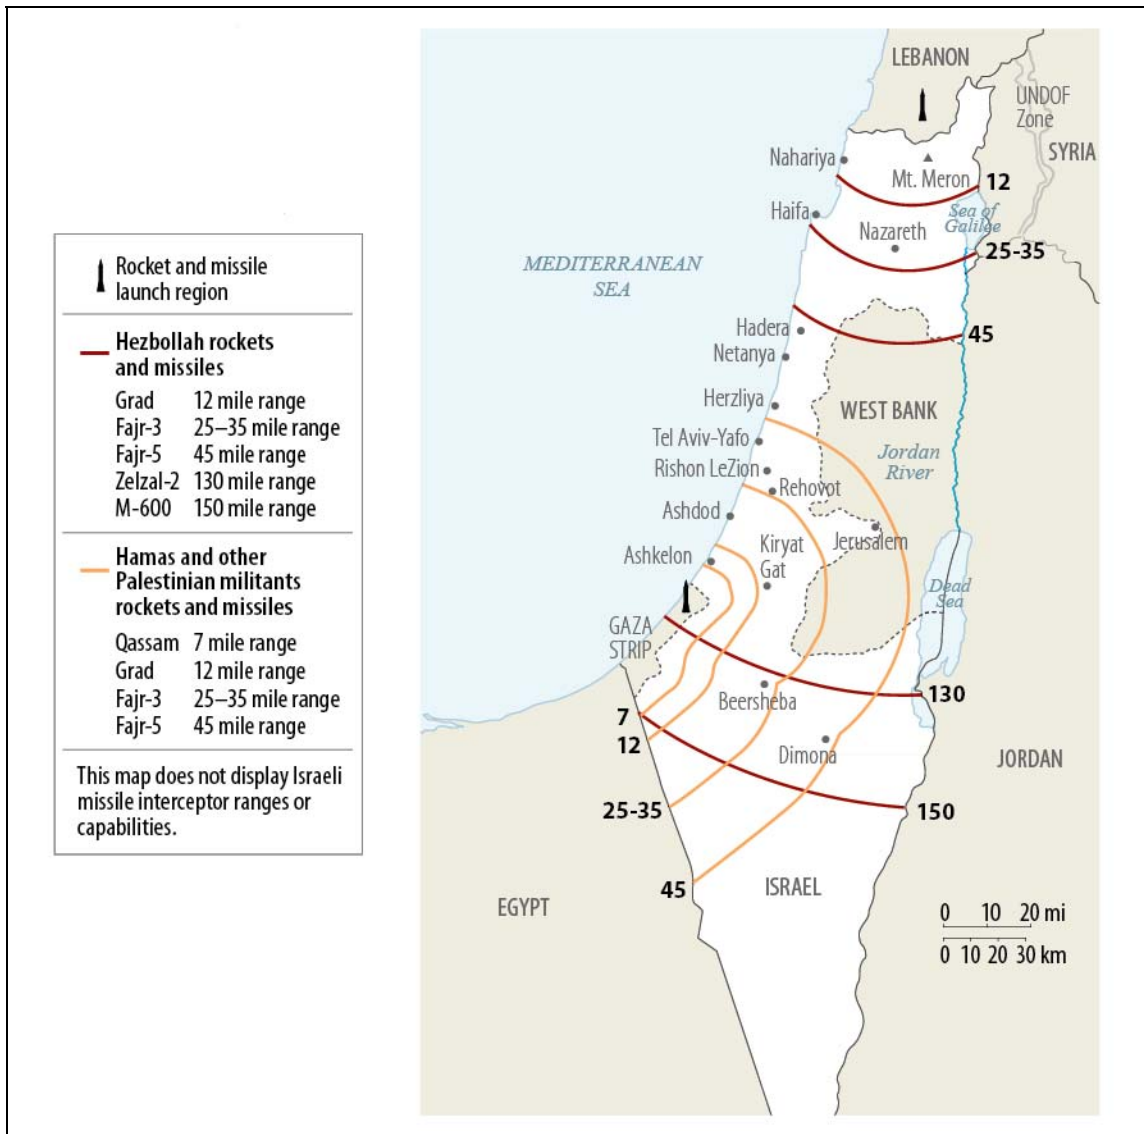 Rocket and missile
launch region
Hezbollah rockets
and missiles
Grad 12 mile range
Fajr-3 25–35 mile range
Fajr-5 45 mile range
Zelzal-2 130 mile range
M-600 150 mile range
Hamas and other
Palestinian militants
rockets and missiles
Qassam 7 mile range
Grad 12 mile range
Fajr-3 25–35 mile range
Fajr-5 45 mile range
This map does not display Israeli
missile interceptor ranges or
capabilities.
LEBANON
UNDOF
Zone
SYRIA
Nahariya
Mt. Meron
12
Haifa
Sea of
Galilee
Nazareth
25-35
MEDITERRANEAN
SEA
Hadera
45
Netanya
Herzliya
WEST BANK
Tel Aviv-Yafo
Jordan
River
Rishon LeZion
Rehovot
Ashdod
Jerusalem
Kiryat
Gat
Ashkelon
Dead
Sea
GAZA
STRIP
130
Beersheba
7
12
Dimona
JORDAN
25-35
150
45
ISRAEL
EGYPT
0 10 20 mi
0 10 20 30 km